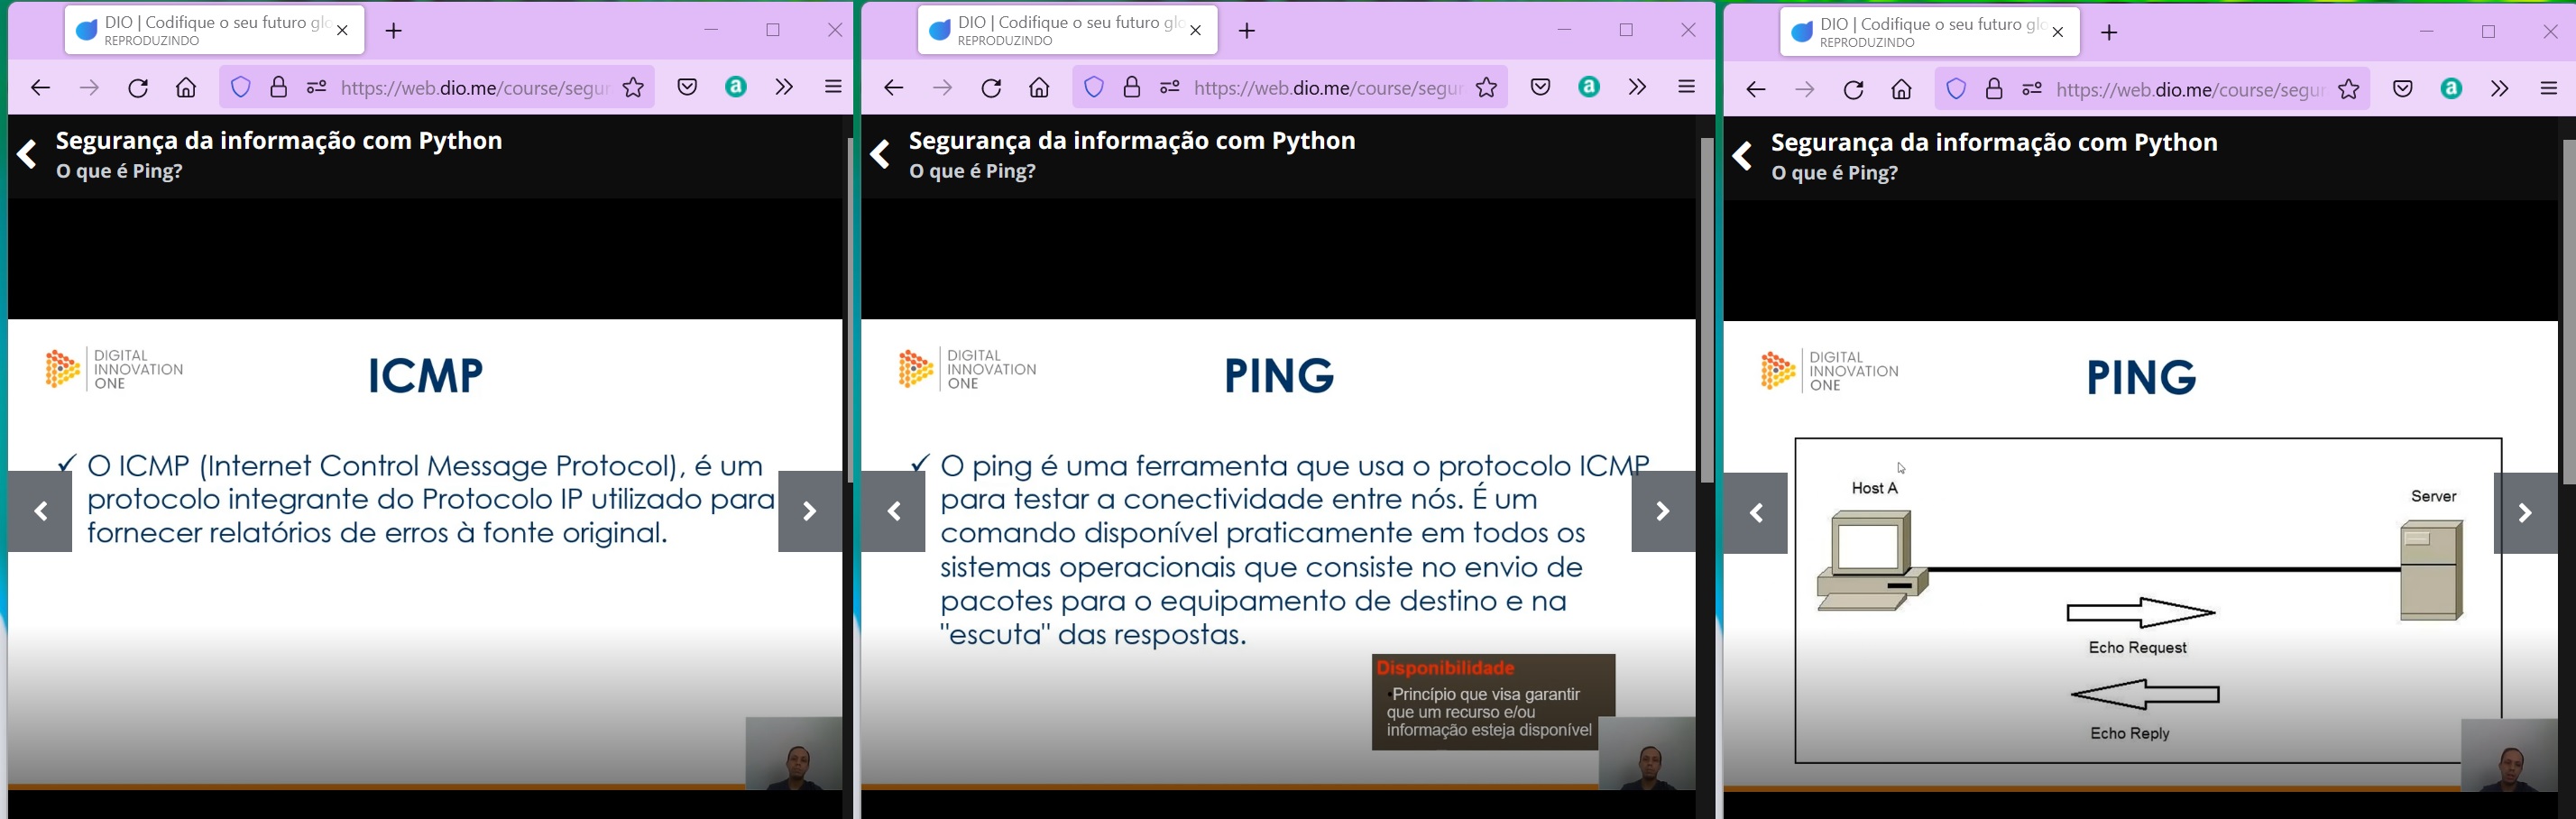 DIO | Codifique o seu futuro glo
REPRODUZINDO
https://web.dio.me/course/segur
Segurança da informação com Python
O que é Ping?
DIGITAL
INNOVATION
ONE
ICMP
✓ O ICMP (Internet Control Message Protocol), é um
protocolo integrante do Protocolo IP utilizado para
fornecer relatórios de erros à fonte original.
DIO | Codifique o seu futuro glo
REPRODUZINDO
https://web.dio.me/course/segur
Segurança da informação com Python
O que é Ping?
DIGITAL
INNOVATION
ONE
PING
✓ O ping é uma ferramenta que usa o protocolo ICMP
para testar a conectividade entre nós. É um
comando disponível praticamente em todos os
sistemas operacionais que consiste no envio de
pacotes para o equipamento de destino e na
"escuta" das respostas.
Disponibilidade
•Princípio que visa garantir
que um recurso e/ou
informação esteja disponível
DIO | Codifique o seu futuro glo
REPRODUZINDO
https://web.dio.me/course/segur
Segurança da informação com Python
O que é Ping?
DIGITAL
INNOVATION
ONE
PING
Host A
Server
Echo Request
Echo Reply